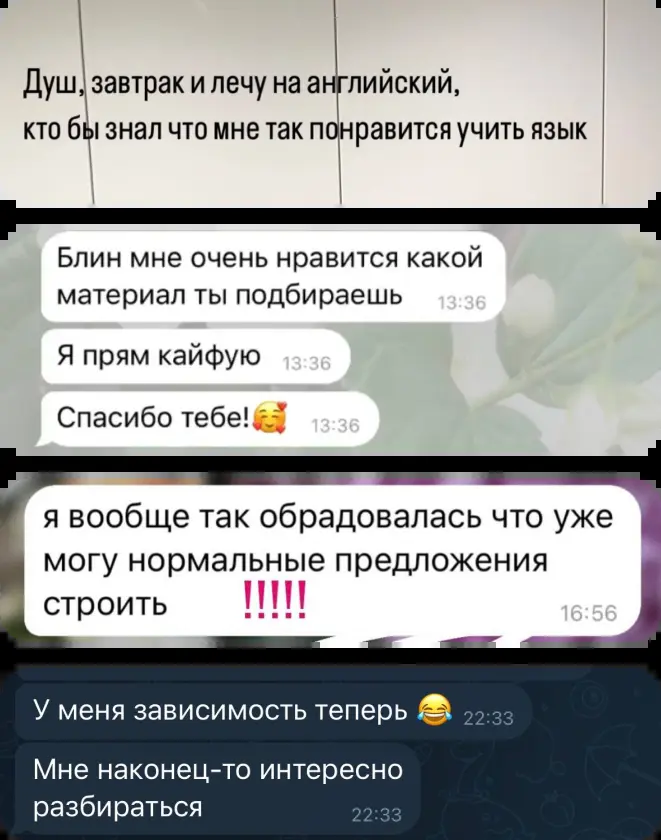 Душ, завтрак и лечу на английский,
кто бы знал что мне так понравится учить язык
Блин мне очень нравится какой
материал ты подбираешь 13:36
Я прям кайфую 13:36
Спасибо тебе!🥰 13:36
я вообще так обрадовалась что уже
могу нормальные предложения
строить !!!!! 16:56
У меня зависимость теперь 😂 22:33
Мне наконец-то интересно
разбираться 22:33